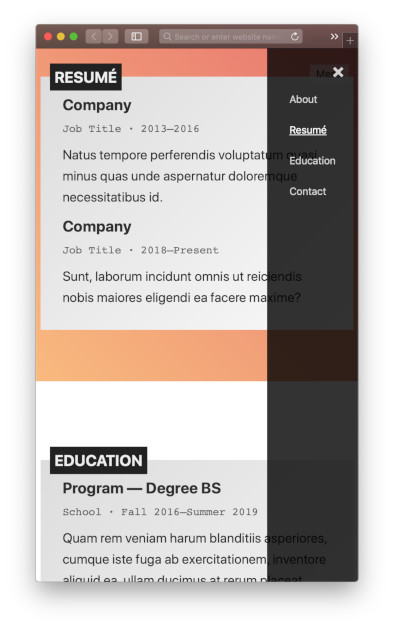 Search or enter website name
RESUMÉ
Company
Job Title • 2013—2016
Natus tempore perferendis voluptatum quasi
minus quas unde aspernatur doloremque
necessitatibus id.
Company
Job Title • 2018—Present
Sunt, laborum incidunt omnis ut reiciendis
nobis maiores eligendi ea facere maxime?
About
Resumé
Education
Contact
EDUCATION
Program — Degree BS
School • Fall 2016—Summer 2019
Quam rem veniam harum blanditiis asperiores,
cumque iste fuga ab exercitationem, inventore
aliquid ea, ullam ducimus at rerum placeat